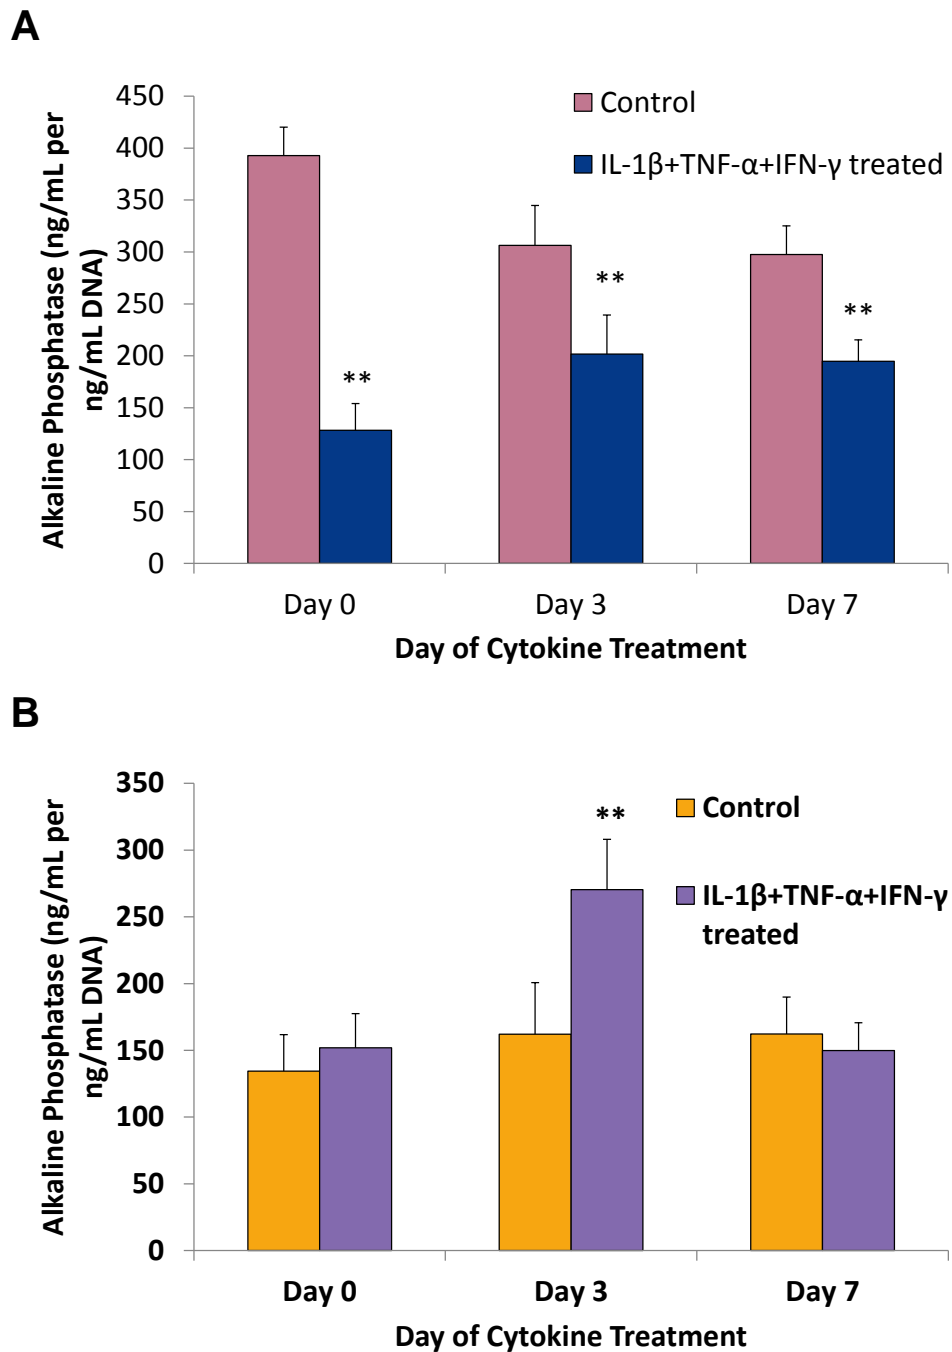 A
Alkaline Phosphatase (ng/mL per
ng/mL DNA)
450
400
350
300
250
200
150
100
50
0
Control
IL-1β+TNF-α+IFN-γ treated
**
**
**
Day 0
Day 3
Day 7
Day of Cytokine Treatment
B
Alkaline Phosphatase (ng/mL per
ng/mL DNA)
350
300
250
200
150
100
50
0
**
Control
IL-1β+TNF-α+IFN-γ
treated
Day 0
Day 3
Day 7
Day of Cytokine Treatment